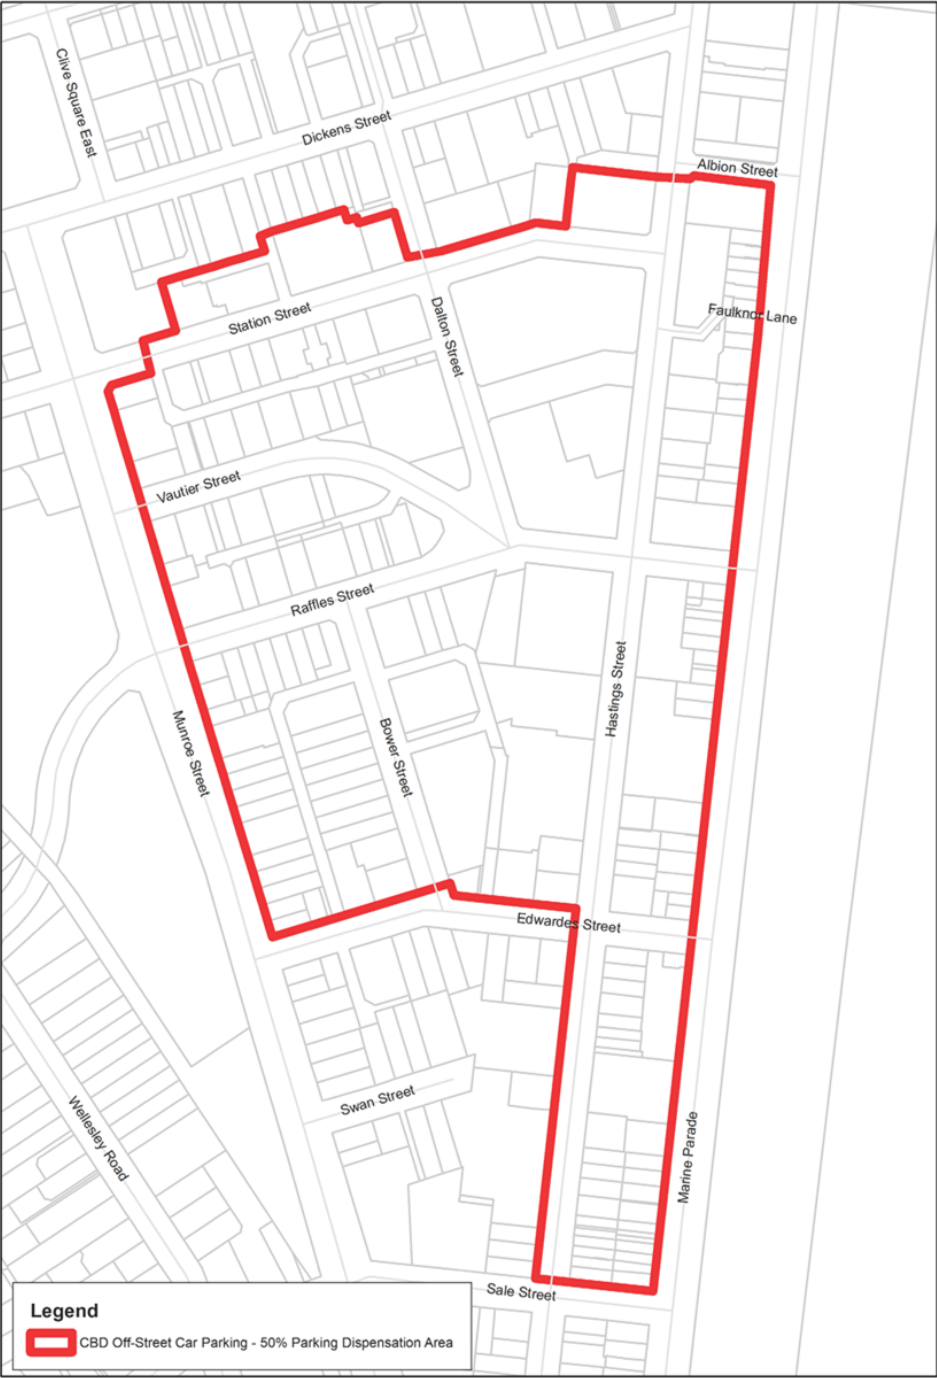 Clive Square East
Dickens Street
Albion Street
Station Street
Dalton Street
Faulknor Lane
Vautier Street
Raffles Street
Hastings Street
Munroe Street
Bower Street
Edwardes Street
Swan Street
Wellesley Road
Marine Parade
Sale Street
Legend
CBD Off-Street Car Parking - 50% Parking Dispensation Area